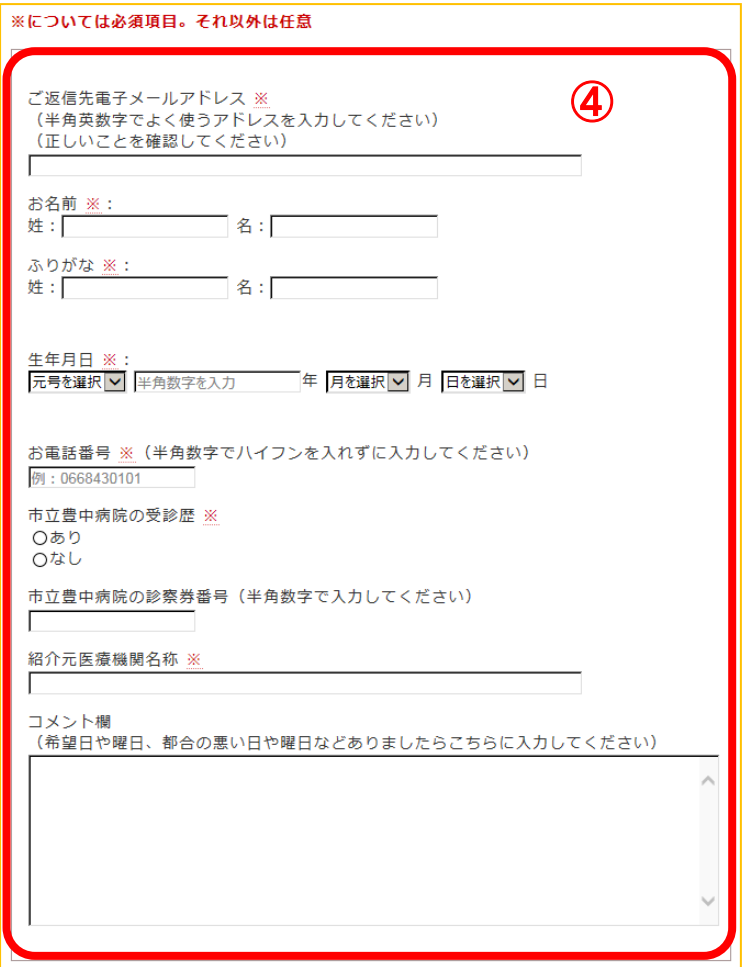 ※については必須項目。それ以外は任意
④
ご返信先電子メールアドレス ※
（半角英数字でよく使うアドレスを入力してください）
（正しいことを確認してください）
お名前 ※：
姓： 名：
ふりがな ※：
姓： 名：
生年月日 ※：
元号を選択 半角数字を入力 年 月を選択 月 日を選択 日
お電話番号 ※（半角数字でハイフンを入れずに入力してください）
例：0668430101
市立豊中病院の受診歴 ※
○あり
○なし
市立豊中病院の診察券番号（半角数字で入力してください）
紹介元医療機関名称 ※
コメント欄
（希望日や曜日、都合の悪い日や曜日などありましたらこちらに入力してください）